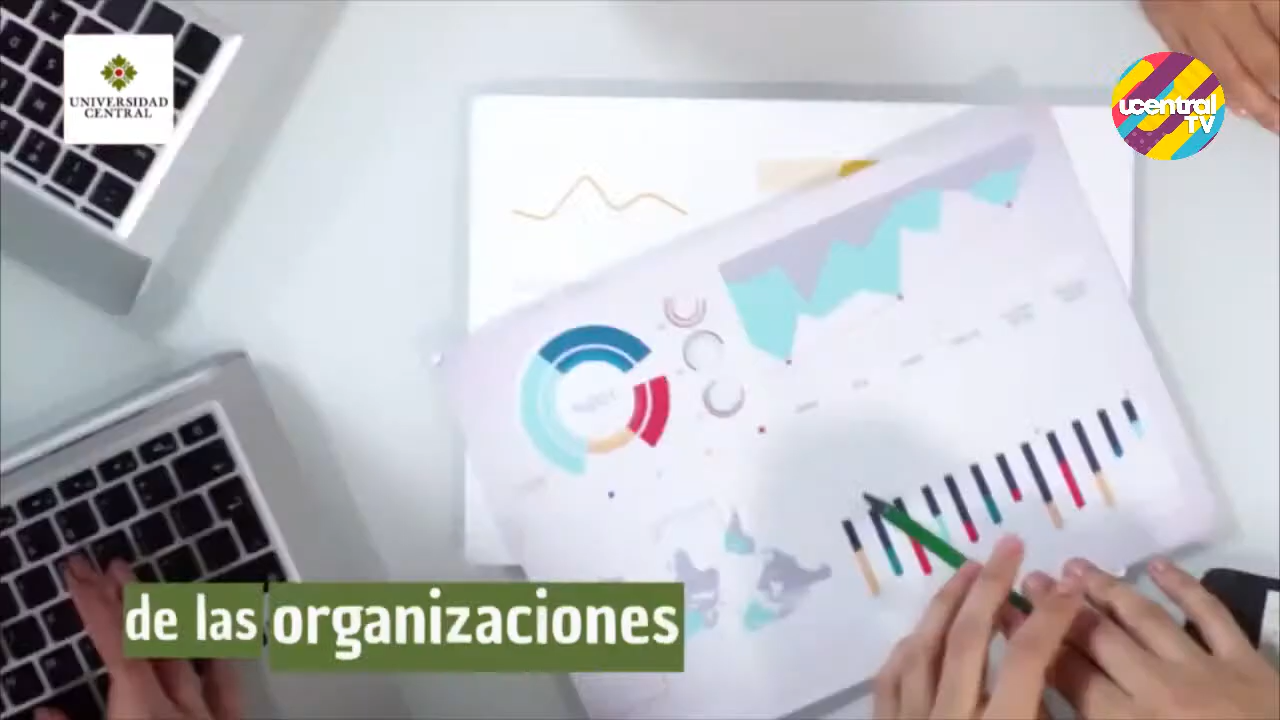 UNIVERSIDAD
CENTRAL
ucentral
TV
de las organizaciones